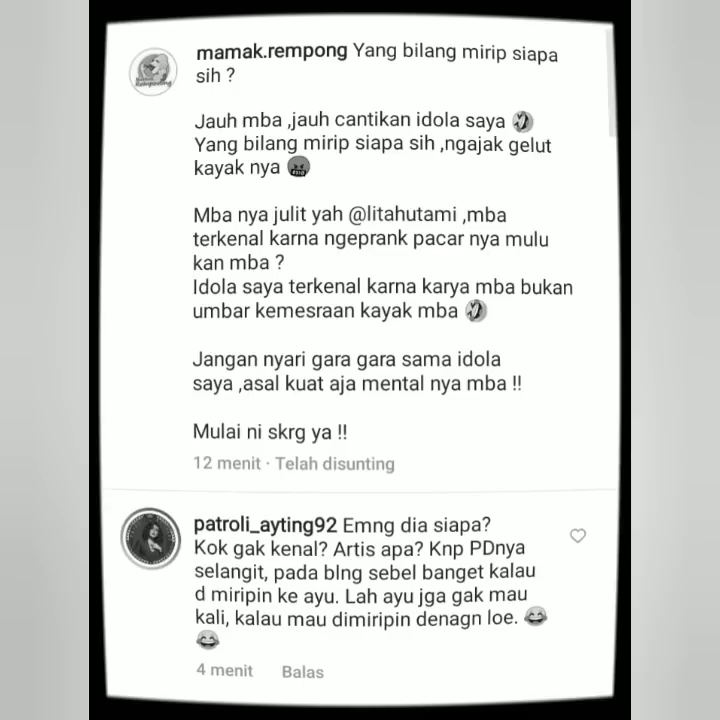 mamak.rempong Yang bilang mirip siapa
sih ?
Jauh mba ,jauh cantikan idola saya 🤣
Yang bilang mirip siapa sih ,ngajak gelut
kayak nya 🤬
Mba nya julit yah @litahutami ,mba
terkenal karna ngeprank pacar nya mulu
kan mba ?
Idola saya terkenal karna karya mba bukan
umbar kemesraan kayak mba 🤣
Jangan nyari gara gara sama idola
saya ,asal kuat aja mental nya mba !!
Mulai ni skrg ya !!
12 menit · Telah disunting
patroli_ayting92 Emng dia siapa?
Kok gak kenal? Artis apa? Knp PDnya
selangit, pada blng sebel banget kalau
d miripin ke ayu. Lah ayu jga gak mau
kali, kalau mau dimiripin denagn loe. 😂
😂
4 menit Balas